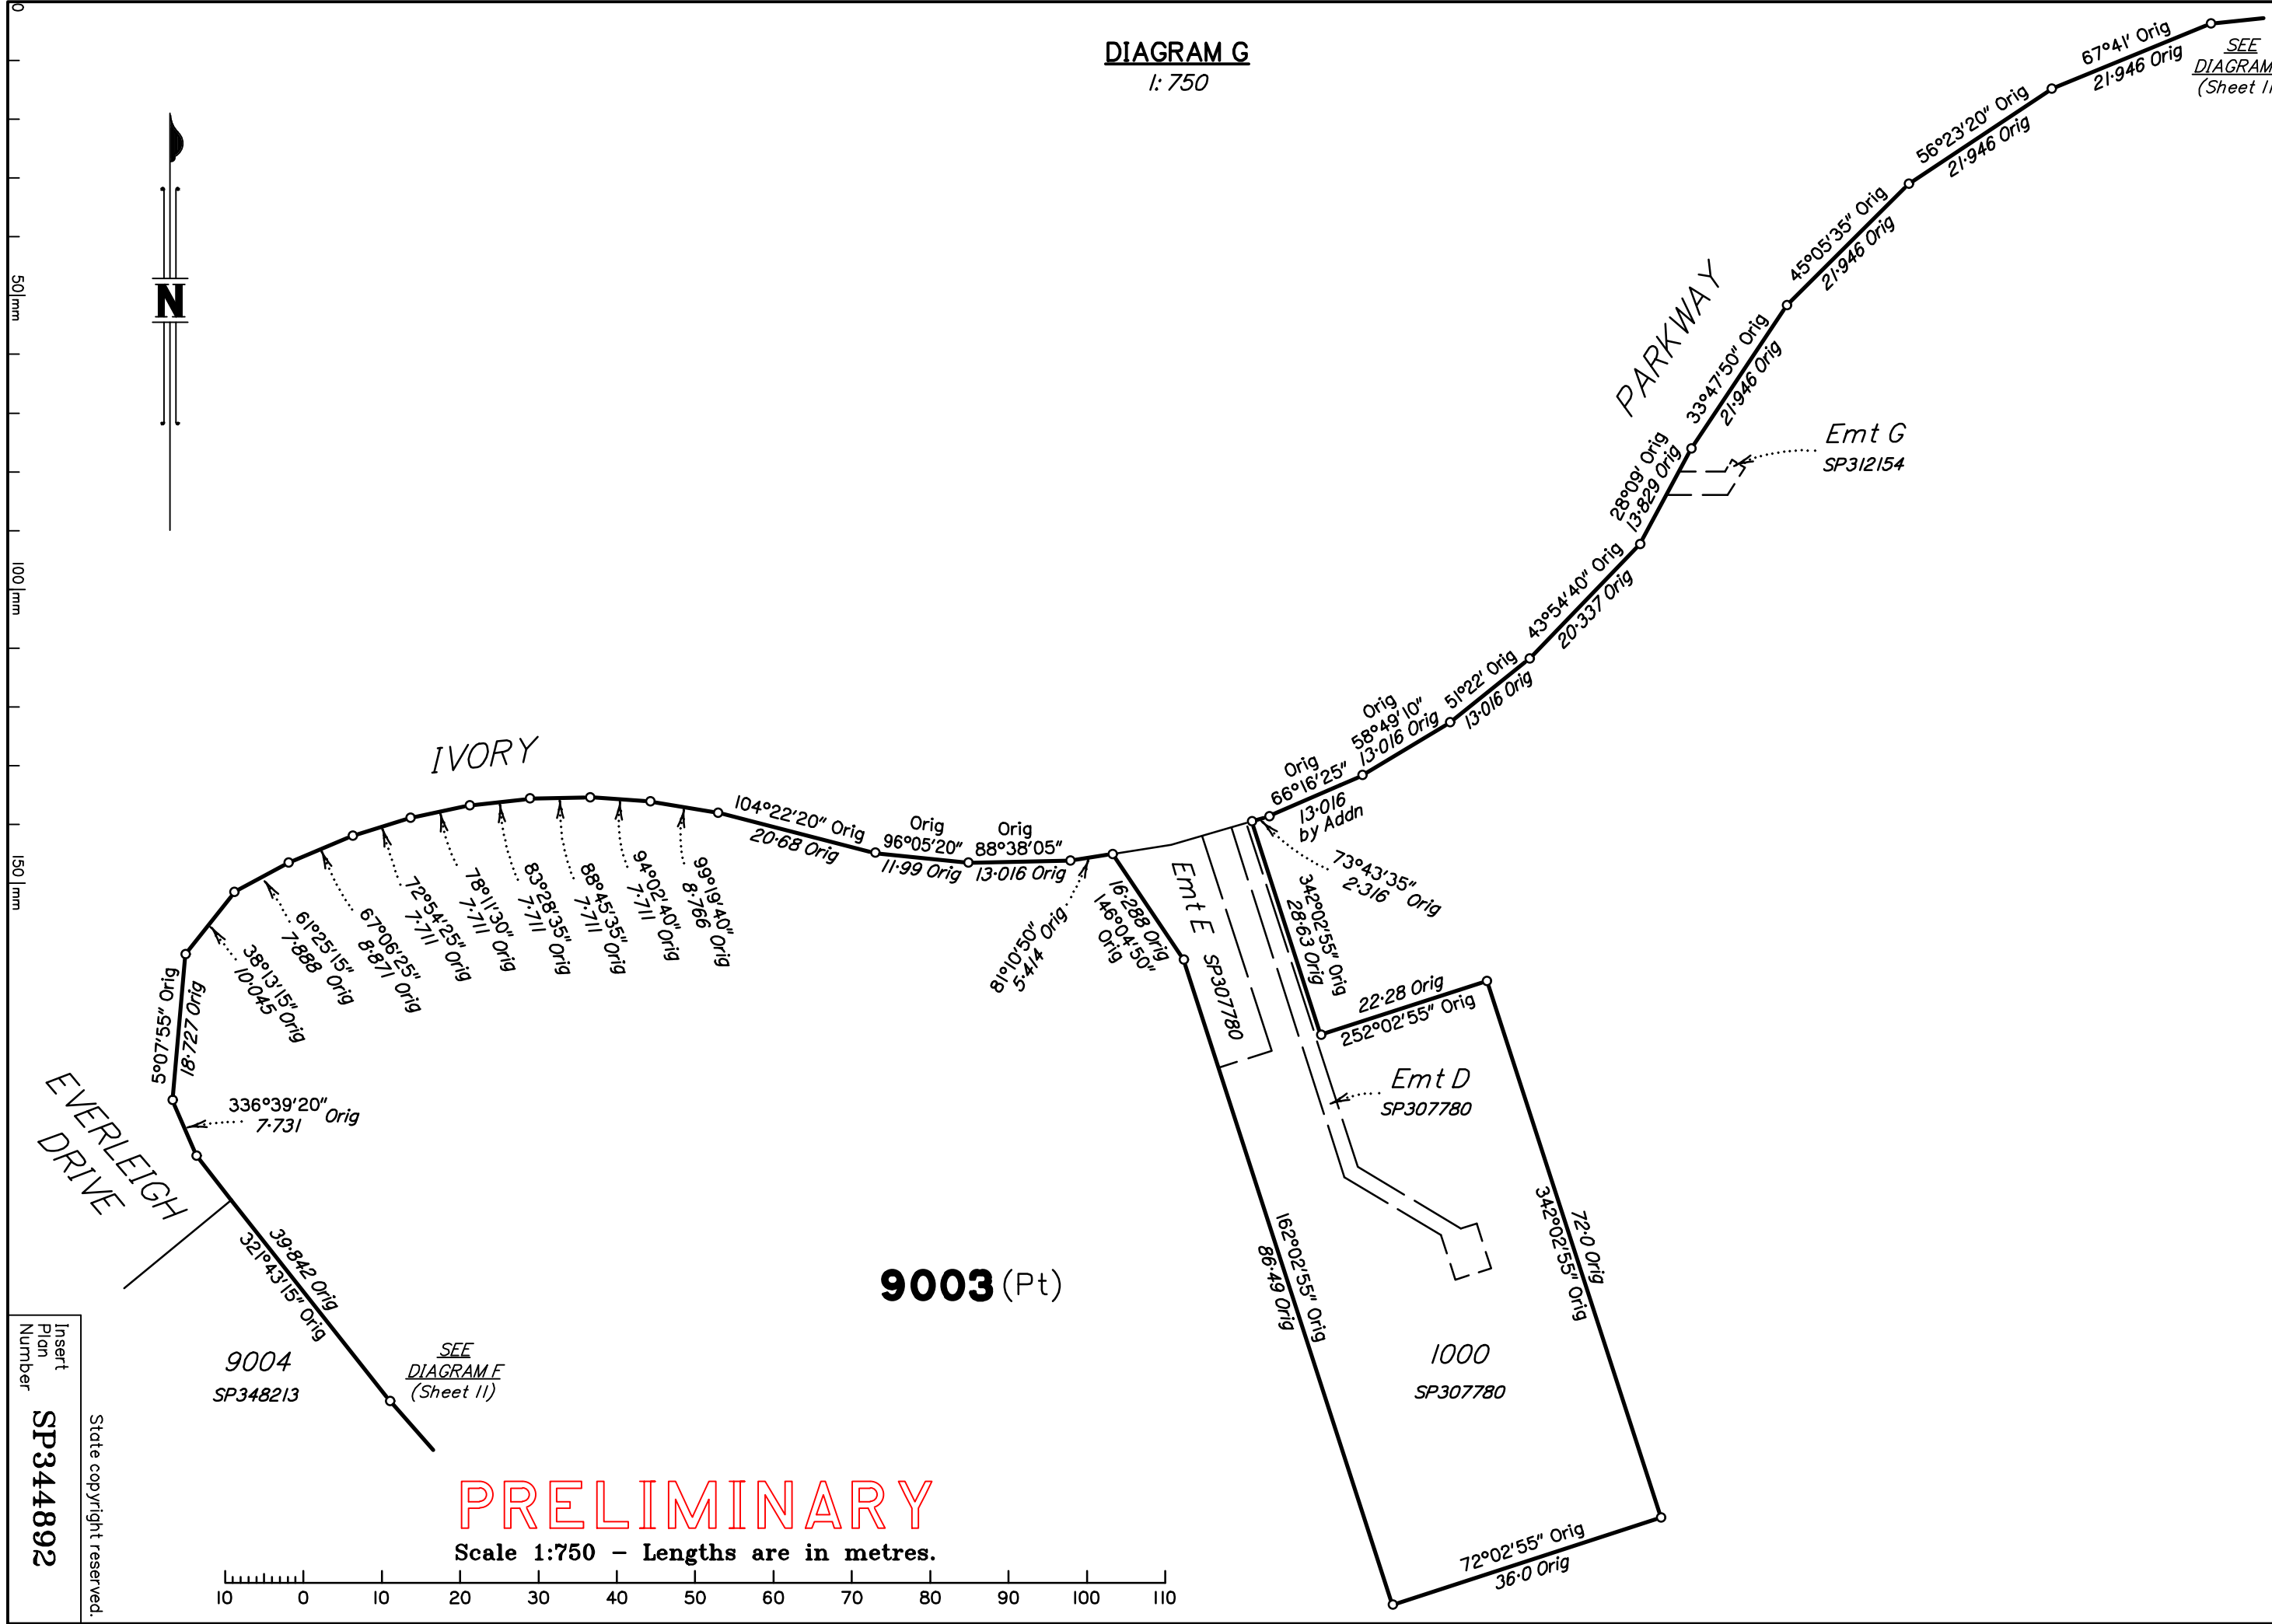 DIAGRAM G
1:750
0
50mm
100mm
150mm
N
67°41' Orig
21·946 Orig
SEE
DIAGRAM
(Sheet 11
56°23'20" Orig
21·946 Orig
45°05'35" Orig
21·946 Orig
PARKWAY
33°47'50" Orig
21·946 Orig
Emt G
SP312154
28°09' Orig
13·829 Orig
43°54'40" Orig
20·337 Orig
51°22' Orig
13·016 Orig
Orig
58°49'10"
13·016 Orig
Orig
66°16'25"
13·016
by Addn
73°43'35"
2·316 Orig
IVORY
104°22'20" Orig
20·68 Orig
Orig
96°05'20"
11·99 Orig
Orig
88°38'05"
13·016 Orig
81°10'50"
5·414 Orig
16·288 Orig
146°04'50"
Orig
Emt E SP307780
342°02'55" Orig
28·63 Orig
22·28 Orig
252°02'55" Orig
99°19'40"
8·766 Orig
94°02'40"
7·711 Orig
88°45'35"
7·711 Orig
83°28'35"
7·711 Orig
78°11'30"
7·711 Orig
72°54'25"
7·711 Orig
67°06'25"
8·871 Orig
61°25'15"
7·888 Orig
38°13'15"
10·045 Orig
5°07'55" Orig
18·727 Orig
336°39'20"
7·731 Orig
EVERLEIGH
DRIVE
39·842 Orig
321°43'15" Orig
Emt D
SP307780
162°02'55" Orig
86·49 Orig
72·0 Orig
342°02'55" Orig
9003 (Pt)
9004
SP348213
SEE
DIAGRAM F
(Sheet 11)
1000
SP307780
72°02'55" Orig
36·0 Orig
PRELIMINARY
Scale 1:750 – Lengths are in metres.
10 0 10 20 30 40 50 60 70 80 90 100 110
State copyright reserved.
Insert
Plan
Number
SP344892